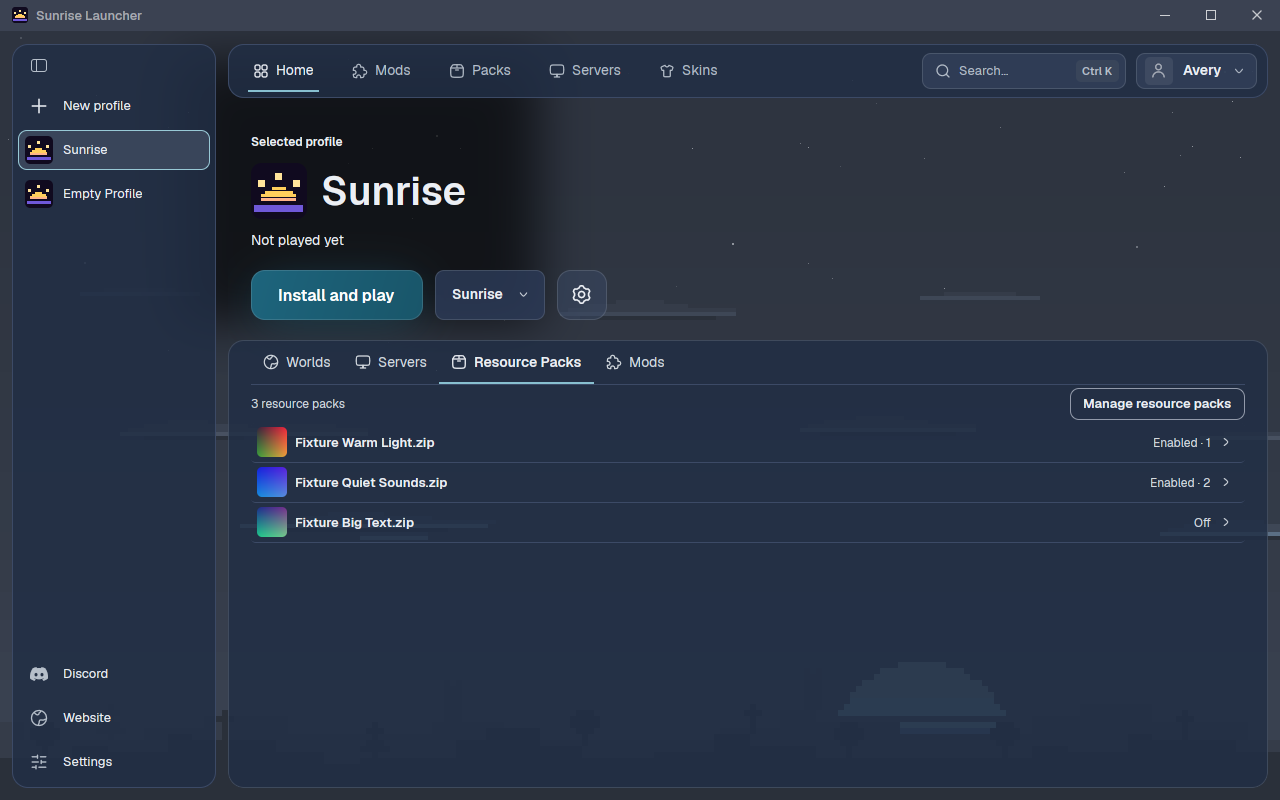 Sunrise Launcher
New profile
Sunrise
Empty Profile
Discord
Website
Settings
Home
Mods
Packs
Servers
Skins
Search...
Ctrl K
Avery
Selected profile
Sunrise
Not played yet
Install and play
Sunrise
Worlds
Servers
Resource Packs
Mods
3 resource packs
Manage resource packs
Fixture Warm Light.zip
Enabled · 1
Fixture Quiet Sounds.zip
Enabled · 2
Fixture Big Text.zip
Off